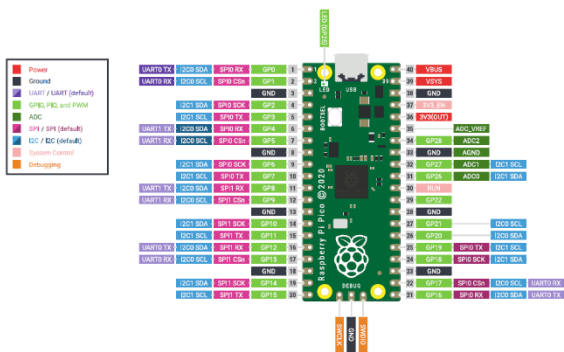 LED (GP25)
Power
Ground
UART / UART (default)
GPIO, PIO, and PWM
ADC
SPI / SPI (default)
I2C / I2C (default)
System Control
Debugging
UART0 TX I2C0 SDA SPI0 RX GP0 1
UART0 RX I2C0 SCL SPI0 CSn GP1 2
GND 3
I2C1 SDA SPI0 SCK GP2 4
I2C1 SCL SPI0 TX GP3 5
UART1 TX I2C0 SDA SPI0 RX GP4 6
UART1 RX I2C0 SCL SPI0 CSn GP5 7
GND 8
I2C1 SDA SPI0 SCK GP6 9
I2C1 SCL SPI0 TX GP7 10
UART1 TX I2C0 SDA SPI1 RX GP8 11
UART1 RX I2C0 SCL SPI1 CSn GP9 12
GND 13
I2C1 SDA SPI1 SCK GP10 14
I2C1 SCL SPI1 TX GP11 15
UART0 TX I2C0 SDA SPI1 RX GP12 16
UART0 RX I2C0 SCL SPI1 CSn GP13 17
GND 18
I2C1 SDA SPI1 SCK GP14 19
I2C1 SCL SPI1 TX GP15 20
LED
USB
BOOTSEL
Raspberry Pi Pico ©2020
DEBUG
40 VBUS
39 VSYS
38 GND
37 3V3_EN
36 3V3(OUT)
35 ADC_VREF
34 GP28 ADC2
33 GND AGND
32 GP27 ADC1 I2C1 SCL
31 GP26 ADC0 I2C1 SDA
30 RUN
29 GP22
28 GND
27 GP21 I2C0 SCL
26 GP20 I2C0 SDA
25 GP19 SPI0 TX I2C1 SCL
24 GP18 SPI0 SCK I2C1 SDA
23 GND
22 GP17 SPI0 CSn I2C0 SCL UART0 RX
21 GP16 SPI0 RX I2C0 SDA UART0 TX
SWCLK
GND
SWDIO